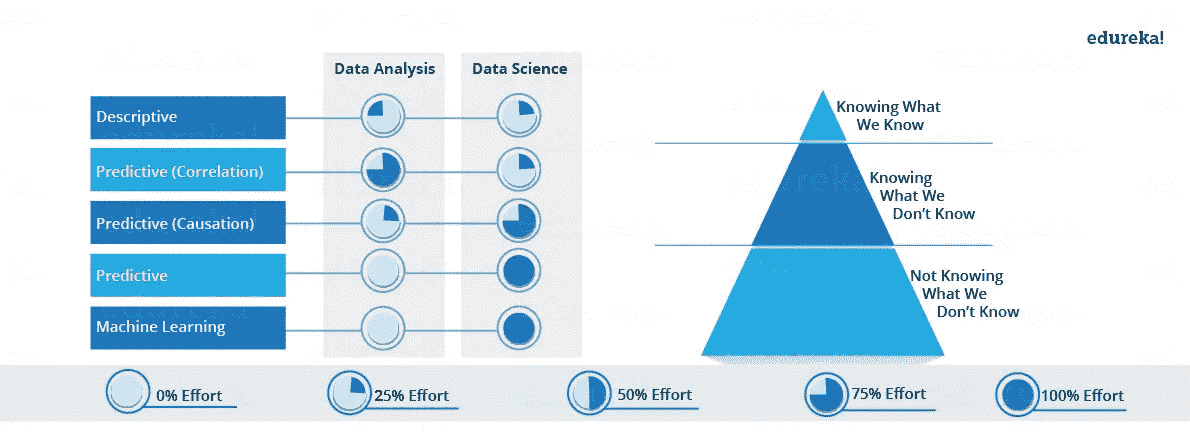 edureka!
Data Analysis
Data Science
Descriptive
Predictive (Correlation)
Predictive (Causation)
Predictive
Machine Learning
Knowing What
We Know
Knowing
What We
Don't Know
Not Knowing
What We
Don't Know
0% Effort
25% Effort
50% Effort
75% Effort
100% Effort